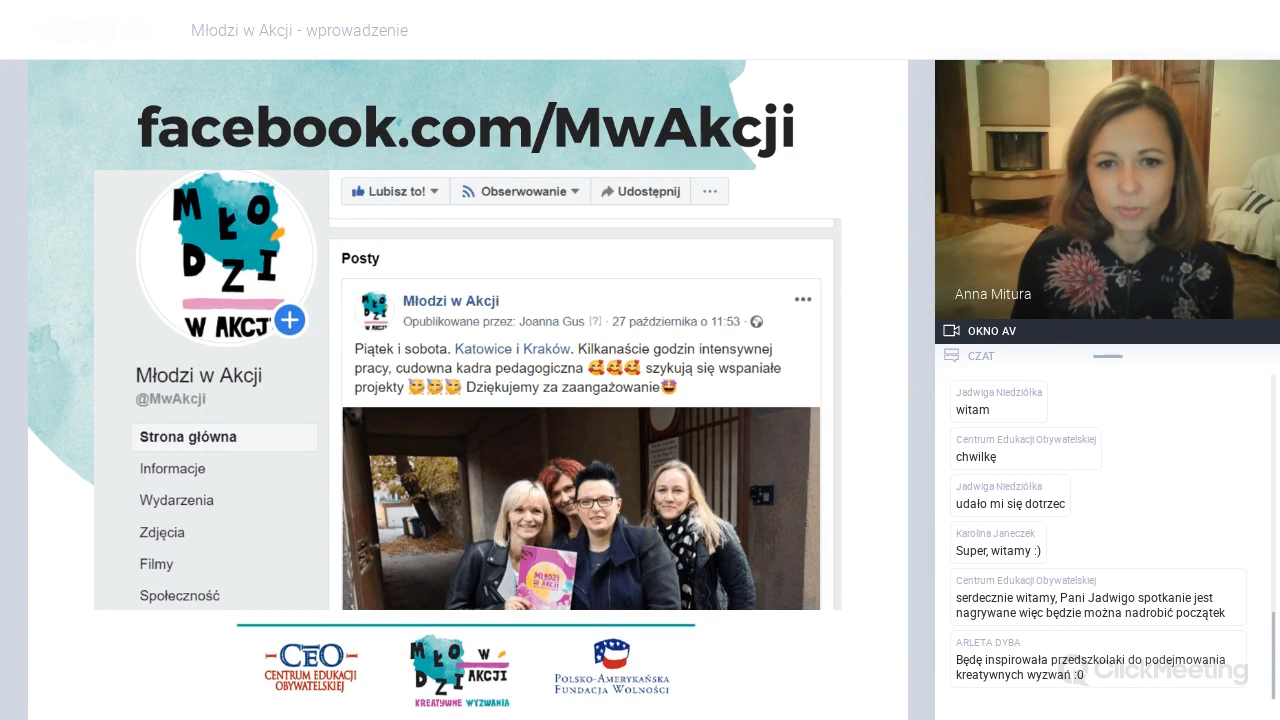 Młodzi w Akcji - wprowadzenie
facebook.com/MwAkcji
MŁODZI
W AKCJI
Lubisz to!
Obserwowanie
Udostępnij
Posty
Młodzi w Akcji
Opublikowane przez: Joanna Gus [?] · 27 października o 11:53 ·
Piątek i sobota. Katowice i Kraków. Kilkanaście godzin intensywnej
pracy, cudowna kadra pedagogiczna 🥰🥰🥰 szykują się wspaniałe
projekty 🥳🥳🥳 Dziękujemy za zaangażowanie🤩
Młodzi w Akcji
@MwAkcji
Strona główna
Informacje
Wydarzenia
Zdjęcia
Filmy
Społeczność
MŁODZI
W AKCJI
CEO
CENTRUM EDUKACJI
OBYWATELSKIEJ
MŁODZI W AKCJI
KREATYWNE WYZWANIA
POLSKO-AMERYKAŃSKA
FUNDACJA WOLNOŚCI
Anna Mitura
OKNO AV
CZAT
Jadwiga Niedziółka
witam
Centrum Edukacji Obywatelskiej
chwilkę
Jadwiga Niedziółka
udało mi się dotrzec
Karolina Janeczek
Super, witamy :)
Centrum Edukacji Obywatelskiej
serdecznie witamy, Pani Jadwigo spotkanie jest
nagrywane więc będzie można nadrobić początek
ARLETA DYBA
Będę inspirowała przedszkolaki do podejmowania
kreatywnych wyzwań :0
ClickMeeting